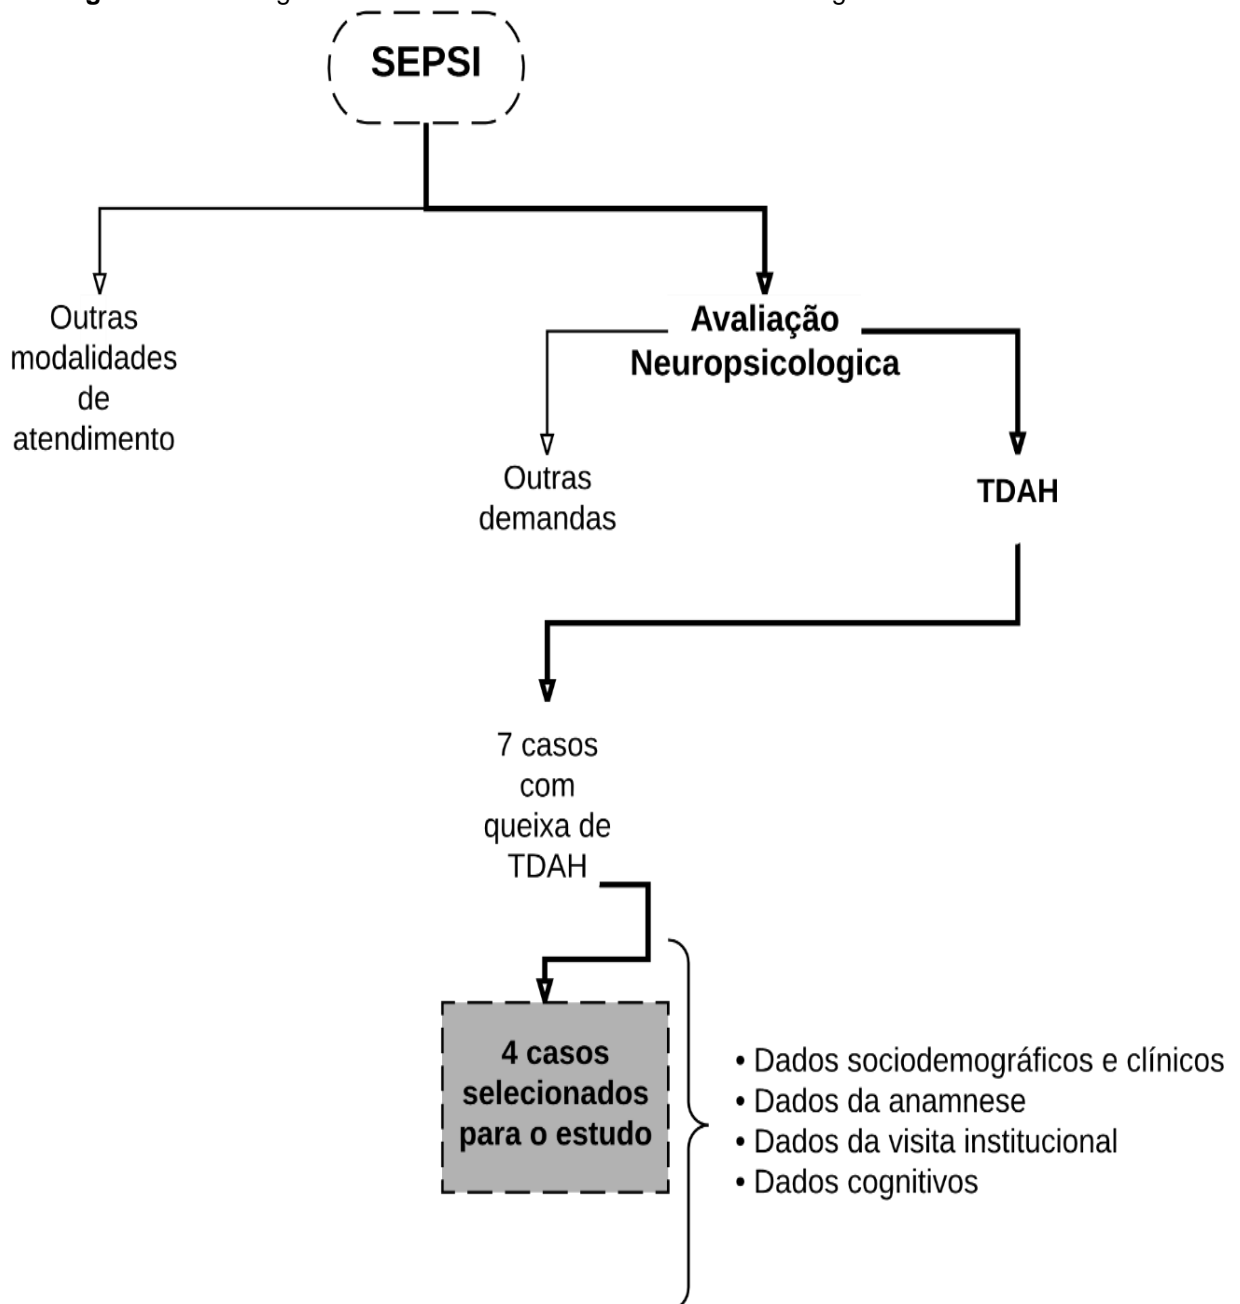 SEPSI
Outras
modalidades
de
atendimento
Avaliação
Neuropsicologica
Outras
demandas
TDAH
7 casos
com
queixa de
TDAH
4 casos
selecionados
para o estudo
• Dados sociodemográficos e clínicos
• Dados da anamnese
• Dados da visita institucional
• Dados cognitivos